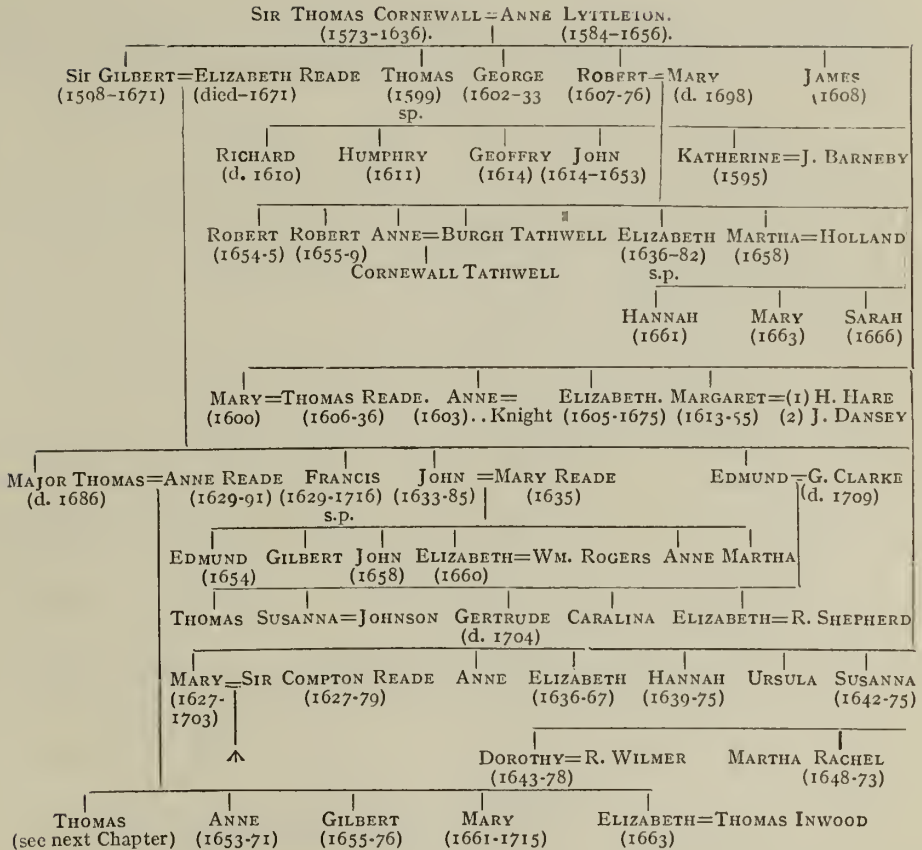 SIR THOMAS CORNEWALL=ANNE LYTTLETON.
(1573-1636). (1584-1656).
Sir GILBERT=ELIZABETH READE THOMAS GEORGE ROBERT=MARY JAMES
(1598-1671) (died-1671) (1599) (1602-33 (1607-76) (d. 1698) (1608)
sp.
RICHARD HUMPHRY GEOFFRY JOHN KATHERINE=J. BARNEBY
(d. 1610) (1611) (1614) (1614-1653) (1595)
ROBERT ROBERT ANNE=BURGH TATHWELL ELIZABETH MARTHA=HOLLAND
(1654-5) (1655-9) (1636-82) (1658)
CORNEWALL TATHWELL s.p.
HANNAH MARY SARAH
(1661) (1663) (1666)
MARY=THOMAS READE. ANNE= ELIZABETH. MARGARET=(1) H. HARE
(1600) (1606-36) (1603)..Knight (1605-1675) (1613-55) (2) J. DANSEY
MAJOR THOMAS=ANNE READE FRANCIS JOHN =MARY READE EDMUND=G. CLARKE
(d. 1686) (1629-91) (1629-1716) (1633-85) (1635) (d. 1709)
s.p.
EDMUND GILBERT JOHN ELIZABETH=WM. ROGERS ANNE MARTHA
(1654) (1658) (1660)
THOMAS SUSANNA=JOHNSON GERTRUDE CARALINA ELIZABETH=R. SHEPHERD
(d. 1704)
MARY=SIR COMPTON READE ANNE ELIZABETH HANNAH URSULA SUSANNA
(1627- (1627-79) (1636-67) (1639-75) (1642-75)
1703)
DOROTHY=R. WILMER MARTHA RACHEL
(1643-78) (1648-73)
THOMAS ANNE GILBERT MARY ELIZABETH=THOMAS INWOOD
(see next Chapter) (1653-71) (1655-76) (1661-1715) (1663)